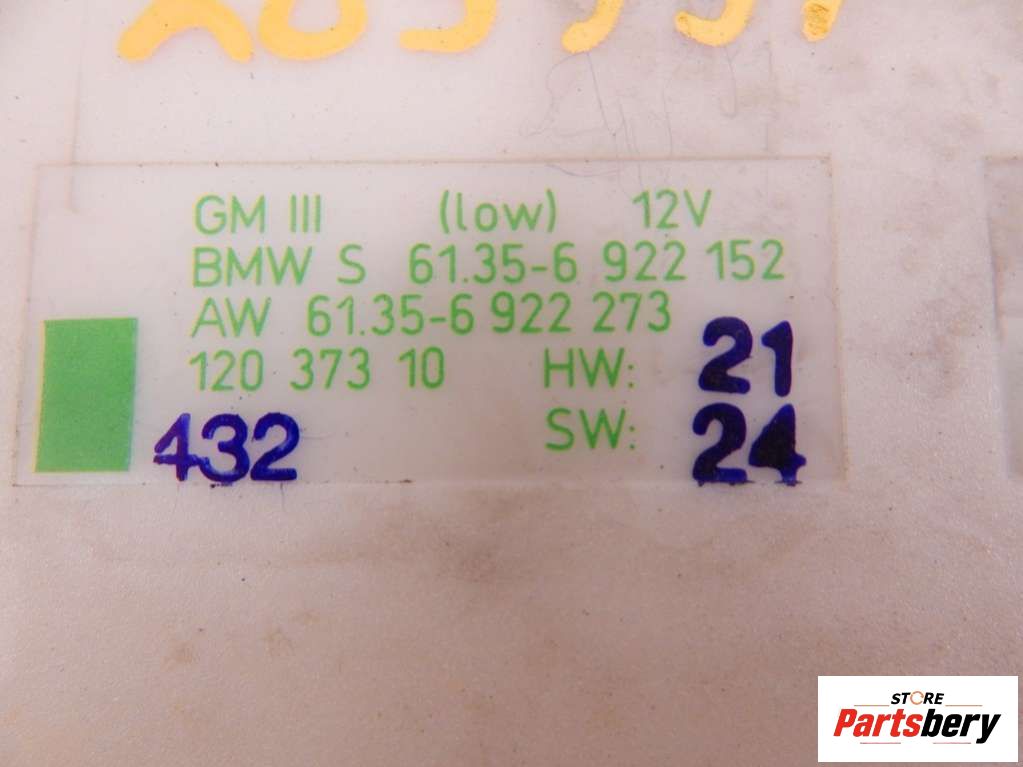 GM III (low) 12V
BMW S 61.35-6 922 152
AW 61.35-6 922 273
120 373 10 HW: 21
432 SW: 24
STORE
Partsbery